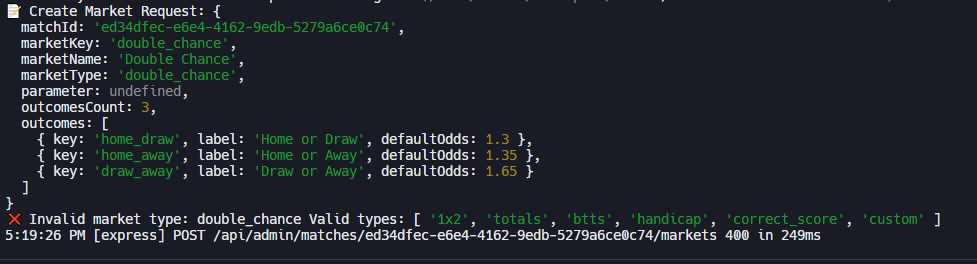 📝 Create Market Request: {
  matchId: 'ed34dfec-e6e4-4162-9edb-5279a6ce0c74',
  marketKey: 'double_chance',
  marketName: 'Double Chance',
  marketType: 'double_chance',
  parameter: undefined,
  outcomesCount: 3,
  outcomes: [
    { key: 'home_draw', label: 'Home or Draw', defaultOdds: 1.3 },
    { key: 'home_away', label: 'Home or Away', defaultOdds: 1.35 },
    { key: 'draw_away', label: 'Draw or Away', defaultOdds: 1.65 }
  ]
}
❌ Invalid market type: double_chance Valid types: [ '1x2', 'totals', 'btts', 'handicap', 'correct_score', 'custom' ]
5:19:26 PM [express] POST /api/admin/matches/ed34dfec-e6e4-4162-9edb-5279a6ce0c74/markets 400 in 249ms